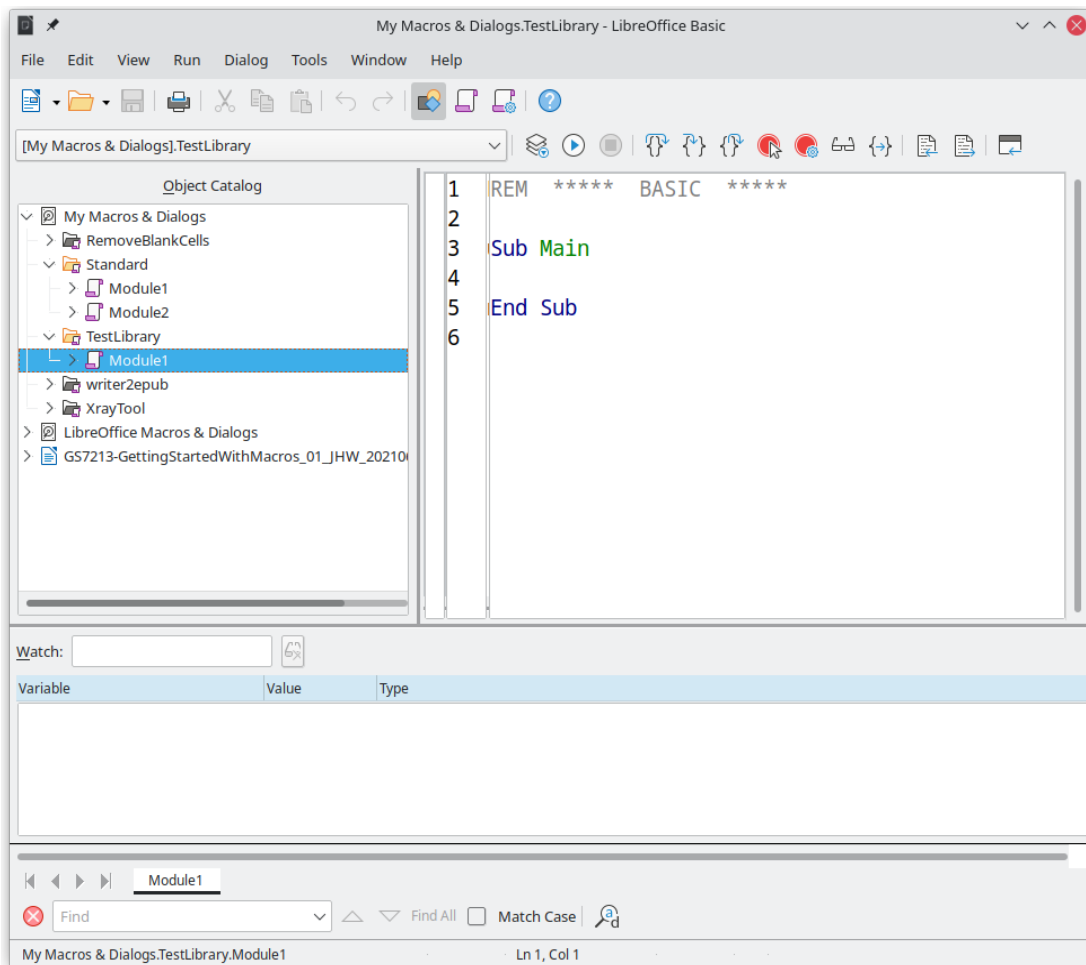 My Macros & Dialogs.TestLibrary - LibreOffice Basic
File Edit View Run Dialog Tools Window Help
[My Macros & Dialogs].TestLibrary
Object Catalog
My Macros & Dialogs
RemoveBlankCells
Standard
Module1
Module2
TestLibrary
Module1
writer2epub
XrayTool
LibreOffice Macros & Dialogs
GS7213-GettingStartedWithMacros_01_JHW_20210
1 REM ***** BASIC *****
2
3 Sub Main
4
5 End Sub
6
Watch:
Variable Value Type
Module1
Find Find All Match Case
My Macros & Dialogs.TestLibrary.Module1 Ln 1, Col 1